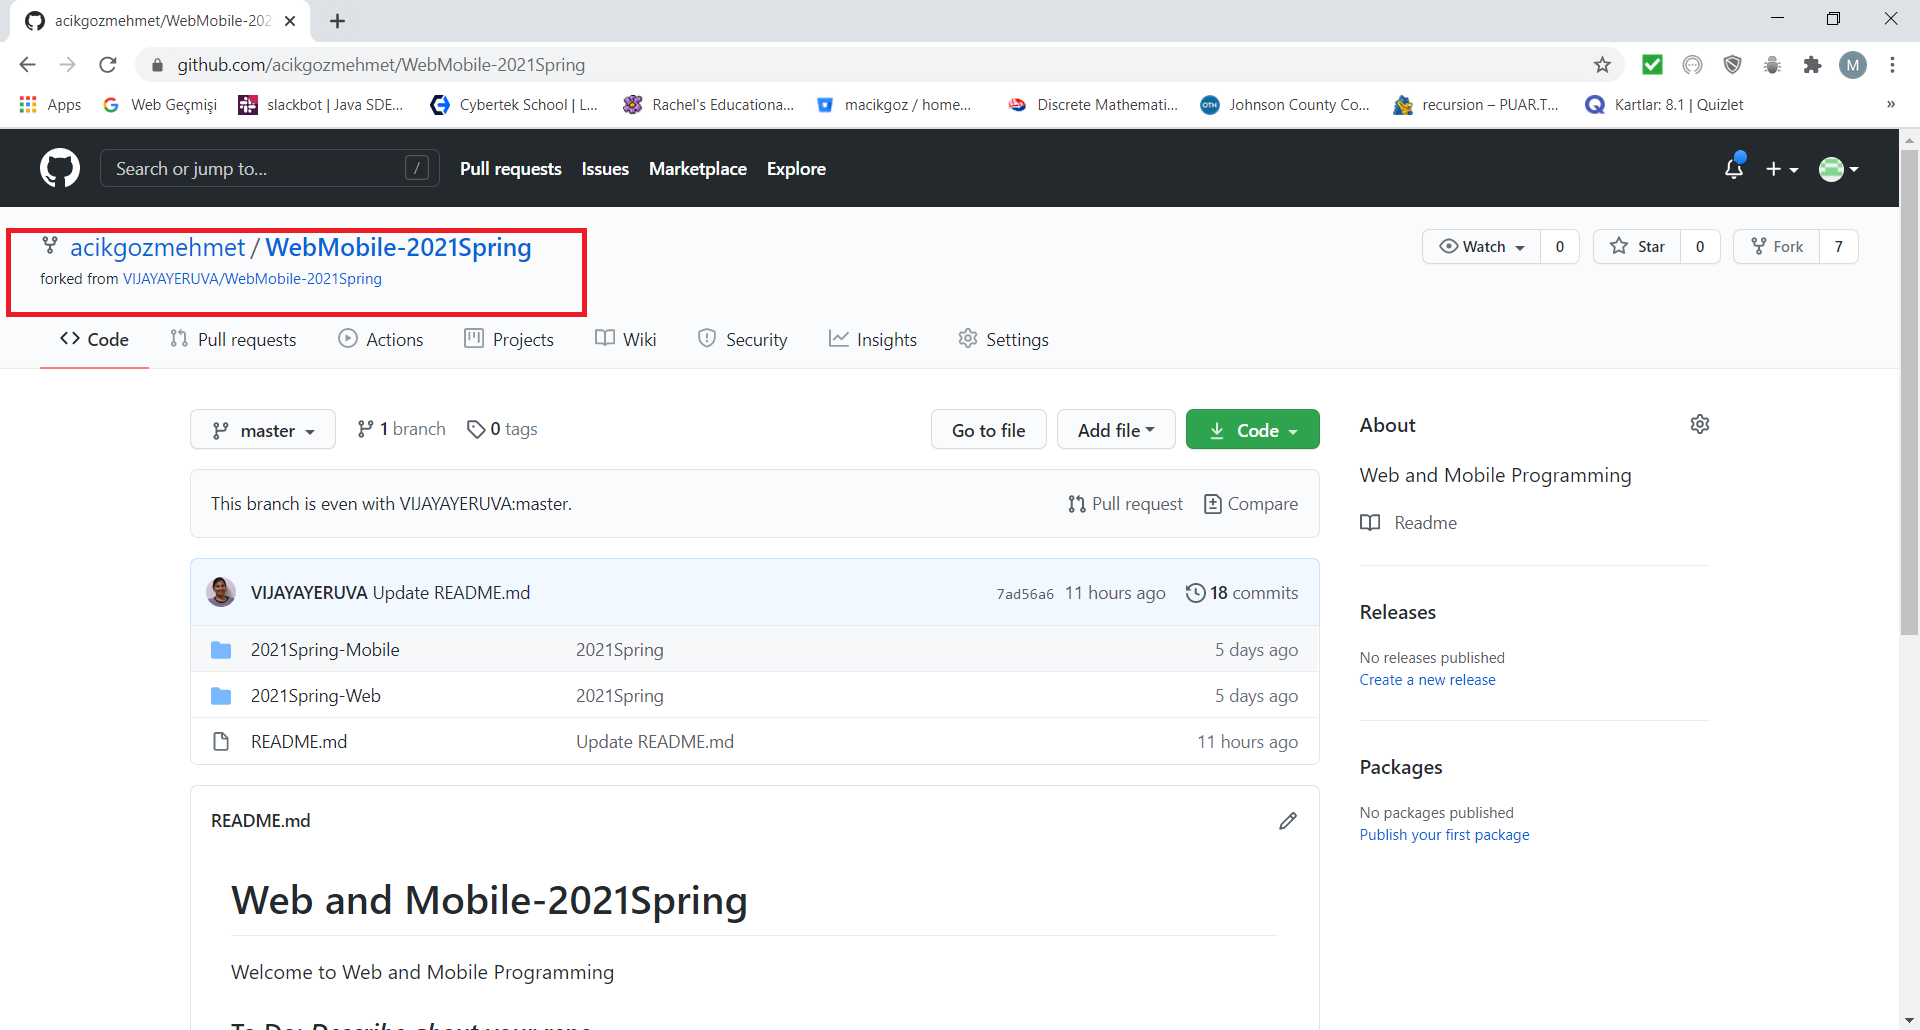 acikgozmehmet/WebMobile-202
github.com/acikgozmehmet/WebMobile-2021Spring
M
Apps
Web Geçmişi
slackbot | Java SDE...
Cybertek School | L...
Rachel's Educationa...
macikgoz / home...
Discrete Mathemati...
OTH
Johnson County Co...
recursion – PUAR.T...
Kartlar: 8.1 | Quizlet
»
Search or jump to... /
Pull requests Issues Marketplace Explore
acikgozmehmet / WebMobile-2021Spring
forked from VIJAYAYERUVA/WebMobile-2021Spring
Watch 0 Star 0 Fork 7
Code Pull requests Actions Projects Wiki Security Insights Settings
master 1 branch 0 tags Go to file Add file Code
This branch is even with VIJAYAYERUVA:master. Pull request Compare
VIJAYAYERUVA Update README.md 7ad56a6 11 hours ago 18 commits
2021Spring-Mobile 2021Spring 5 days ago
2021Spring-Web 2021Spring 5 days ago
README.md Update README.md 11 hours ago
README.md
Web and Mobile-2021Spring
Welcome to Web and Mobile Programming
To Do: Describe about your repo
About
Web and Mobile Programming
Readme
Releases
No releases published
Create a new release
Packages
No packages published
Publish your first package